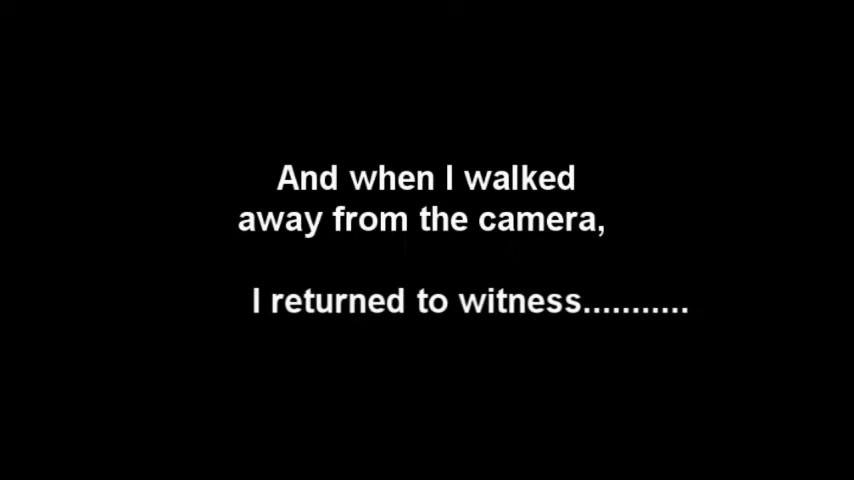 And when I walked
away from the camera,
I returned to witness...........